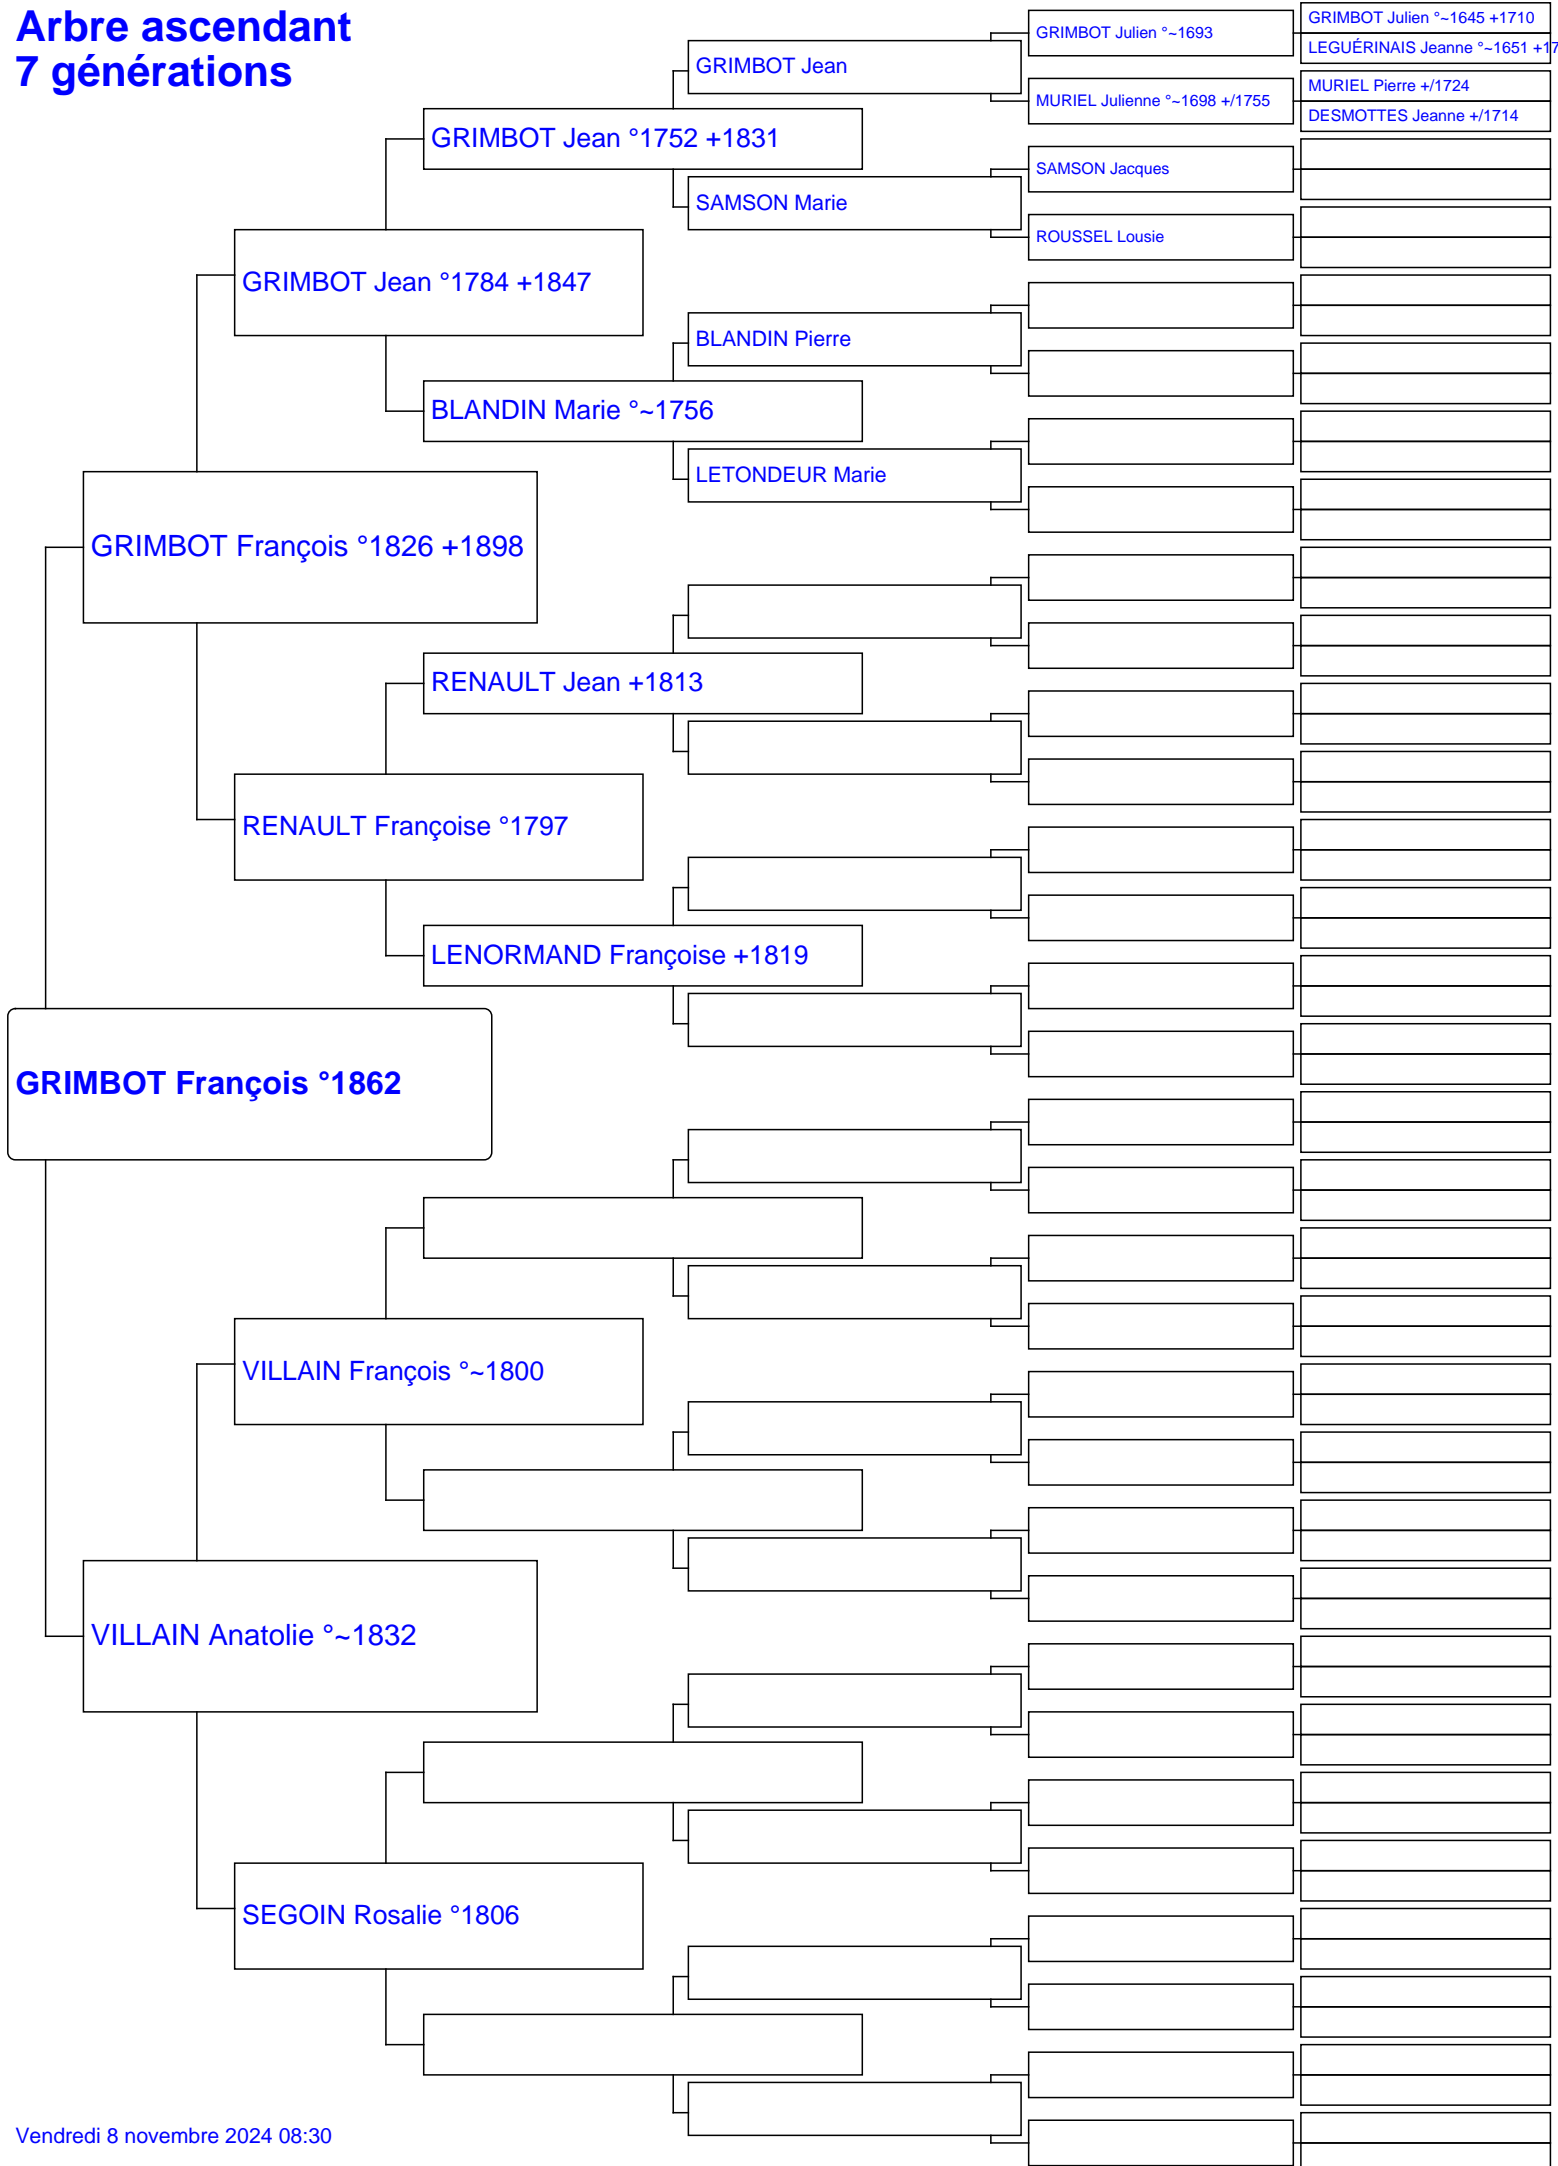 Arbre ascendant
7 générations
GRIMBOT Julien °~1645 +1710
GRIMBOT Julien °~1693
LEGUÉRINAIS Jeanne °~1651 +17
GRIMBOT Jean
MURIEL Pierre +/1724
MURIEL Julienne °~1698 +/1755
DESMOTTES Jeanne +/1714
GRIMBOT Jean °1752 +1831
SAMSON Jacques
SAMSON Marie
ROUSSEL Lousie
GRIMBOT Jean °1784 +1847
BLANDIN Pierre
BLANDIN Marie °~1756
LETONDEUR Marie
GRIMBOT François °1826 +1898
RENAULT Jean +1813
RENAULT Françoise °1797
LENORMAND Françoise +1819
GRIMBOT François °1862
VILLAIN François °~1800
VILLAIN Anatolie °~1832
SEGOIN Rosalie °1806
Vendredi 8 novembre 2024 08:30